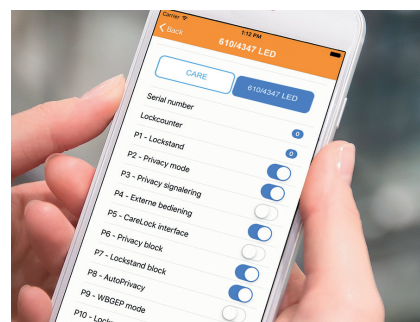 Carrier 1:12 PM
Back 610/4347 LED
CARE 610/4347 LED
Serial number 0
Lockcounter 0
P1 - Lockstand
P2 - Privacy mode
P3 - Privacy signalering
P4 - Externe bediening
P5 - CareLock interface
P6 - Privacy block
P7 - Lockstand block
P8 - AutoPrivacy
P9 - WBGEP mode
P10 - Lock